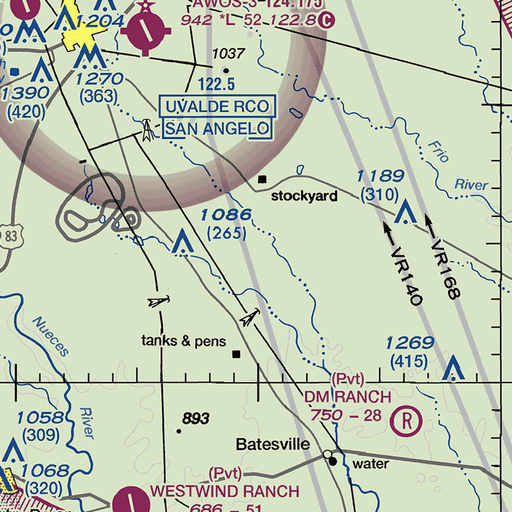 AWOS-3 124.175
1204
942 *L 52 122.8 C
1037
1270
(363)
1390
(420)
122.5
UVALDE RCO
SAN ANGELO
Frio
River
1189
(310)
stockyard
1086
(265)
83
VR140
VR168
Nueces
River
tanks & pens
1269
(415)
(Pvt)
DM RANCH
750 – 28
R
1058
(309)
893
Batesville
water
1068
(320)
(Pvt)
WESTWIND RANCH
686 – 51